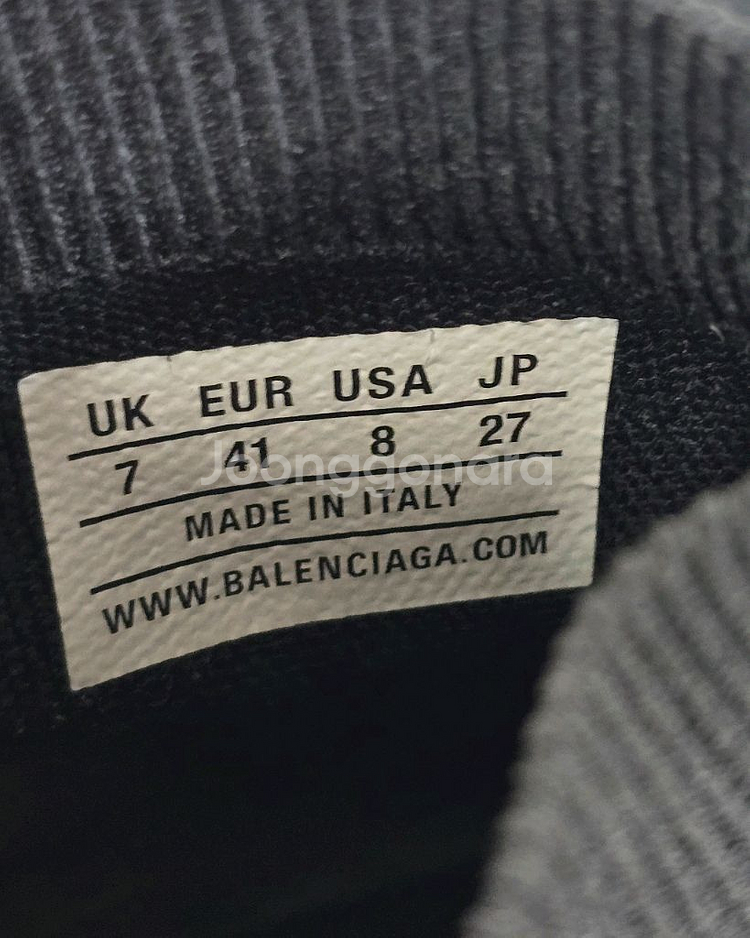 UK EUR USA JP
7 41 8 27
Joonggonara
MADE IN ITALY
WWW.BALENCIAGA.COM